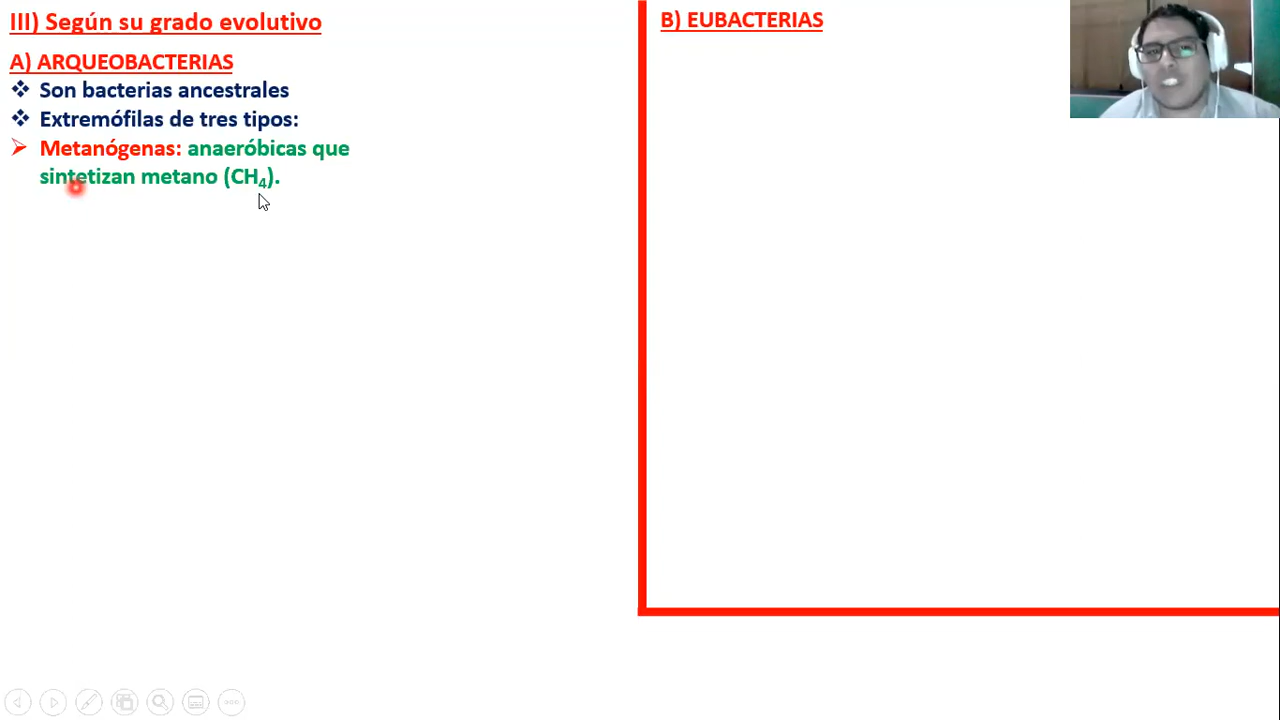 III) Según su grado evolutivo
A) ARQUEOBACTERIAS
❖ Son bacterias ancestrales
❖ Extremófilas de tres tipos:
➢ Metanógenas: anaeróbicas que
sintetizan metano (CH₄).
B) EUBACTERIAS